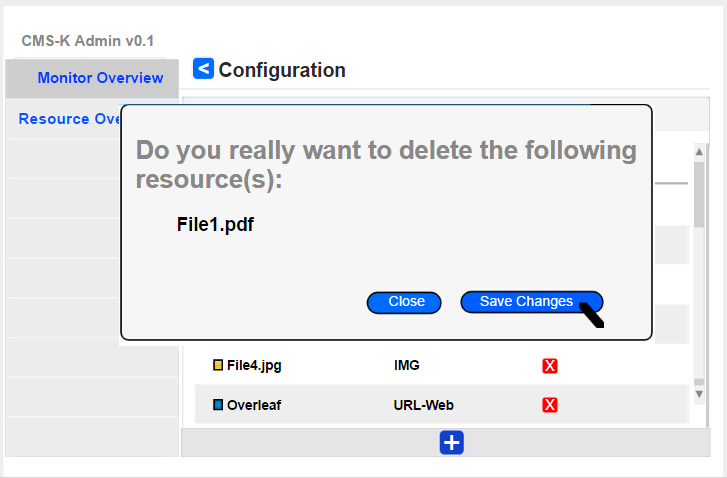 CMS-K Admin v0.1
Monitor Overview
< Configuration
Resource Ove
Do you really want to delete the following
resource(s):
File1.pdf
Close Save Changes
File4.jpg IMG X
Overleaf URL-Web X
+